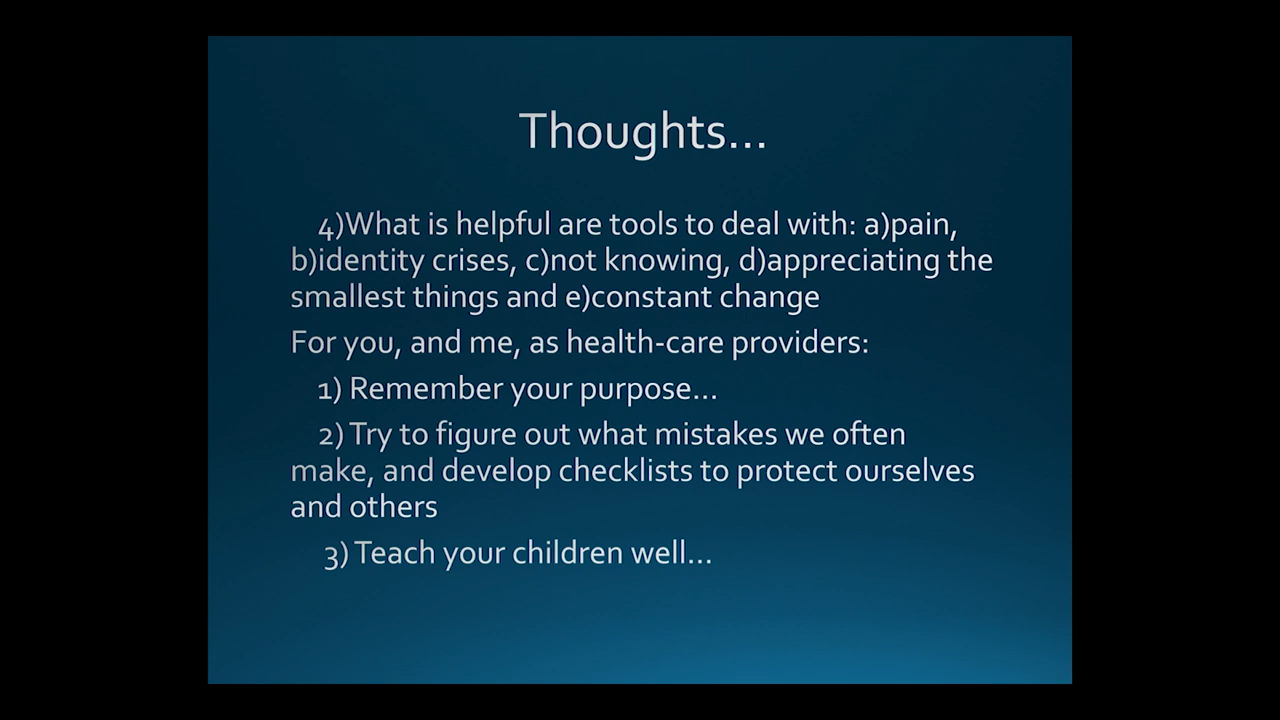 Thoughts...
4)What is helpful are tools to deal with: a)pain,
b)identity crises, c)not knowing, d)appreciating the
smallest things and e)constant change
For you, and me, as health-care providers:
1) Remember your purpose...
2) Try to figure out what mistakes we often
make, and develop checklists to protect ourselves
and others
3) Teach your children well...